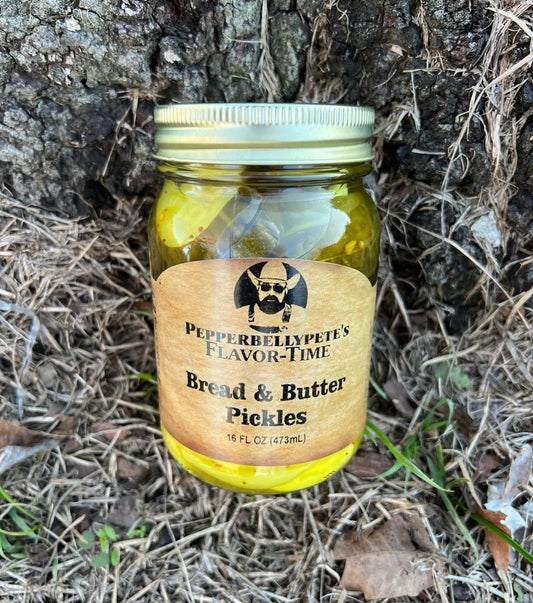 PEPPERBELLYPETE'S
FLAVOR-TIME
Bread & Butter
Pickles
16 FL OZ (473mL)